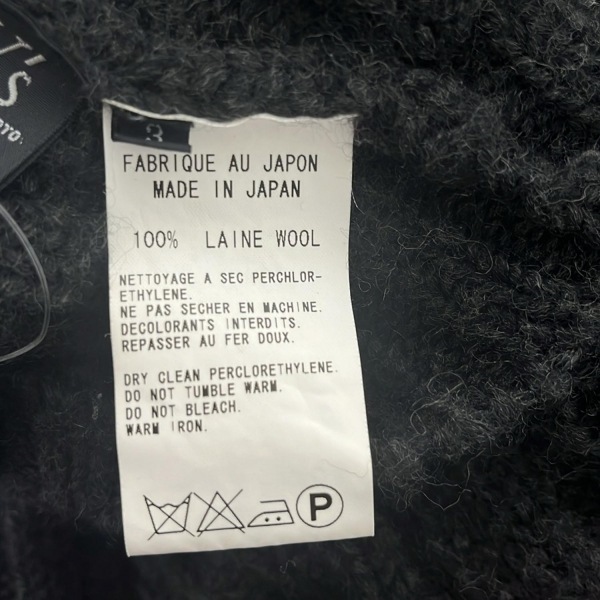 T'S
3
FABRIQUE AU JAPON
MADE IN JAPAN
100% LAINE WOOL
NETTOYAGE A SEC PERCHLOR-
ETHYLENE.
NE PAS SECHER EN MACHINE.
DECOLORANTS INTERDITS.
REPASSER AU FER DOUX.
DRY CLEAN PERCLORETHYLENE.
DO NOT TUMBLE WARM.
DO NOT BLEACH.
WARM IRON.
P